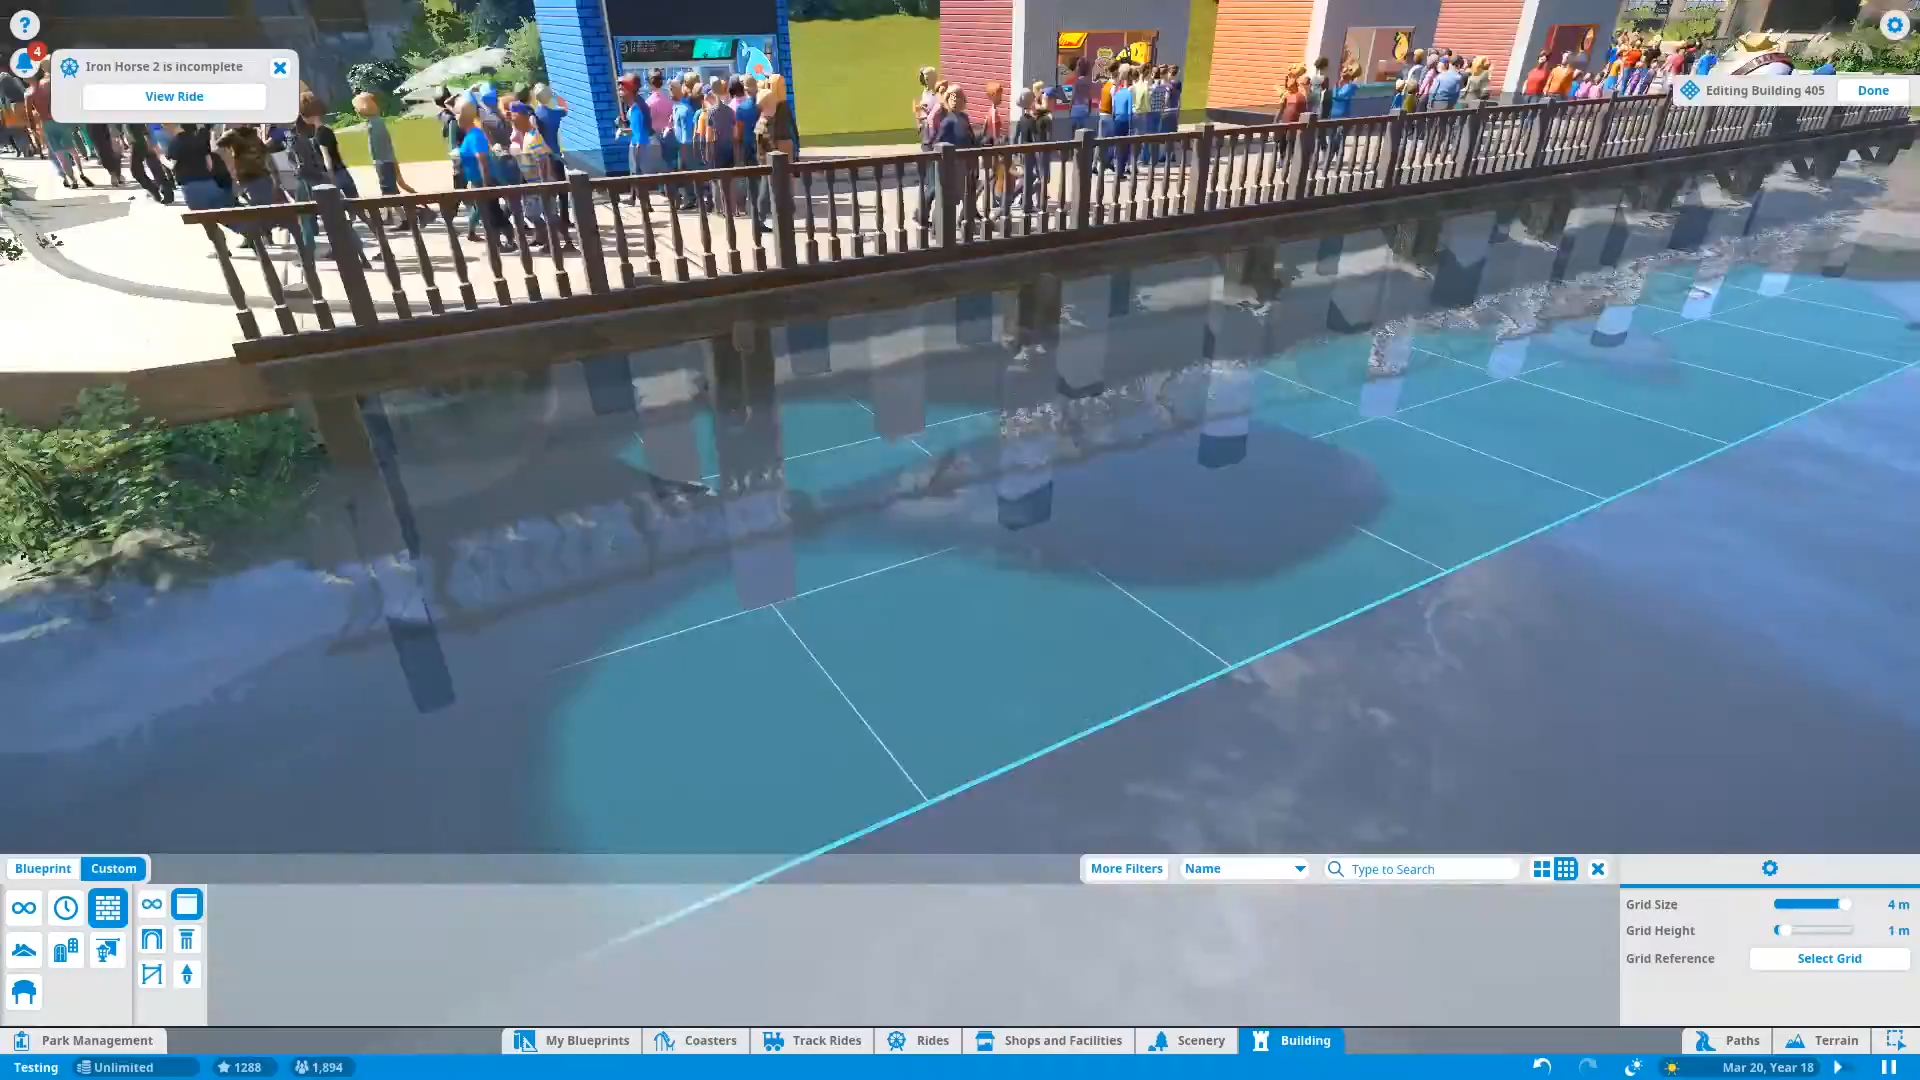 ?
4
Iron Horse 2 is incomplete
View Ride
Editing Building 405
Done
Blueprint
Custom
More Filters
Name
Type to Search
Grid Size
4 m
Grid Height
1 m
Grid Reference
Select Grid
Park Management
My Blueprints
Coasters
Track Rides
Rides
Shops and Facilities
Scenery
Building
Paths
Terrain
Testing
Unlimited
1288
1,894
Mar 20, Year 18